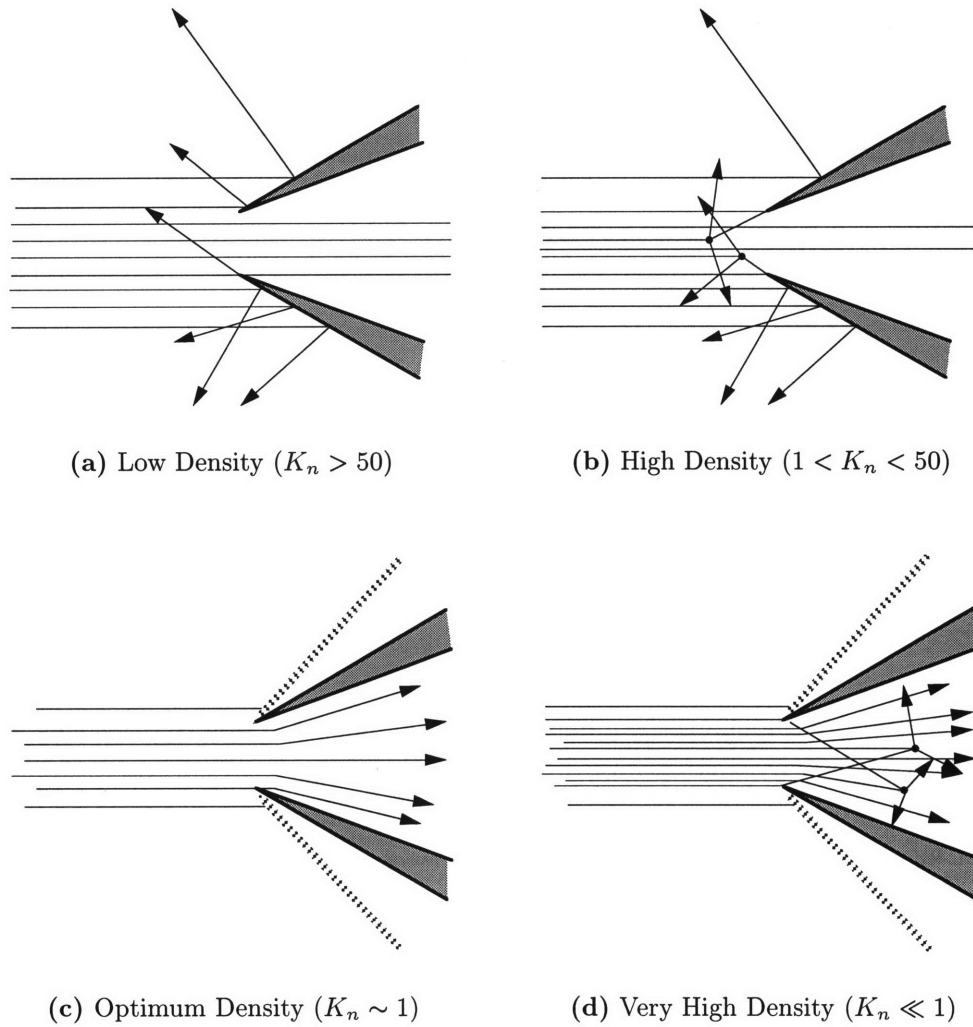 (a) Low Density (Kₙ > 50)
(b) High Density (1 < Kₙ < 50)
(c) Optimum Density (Kₙ ∼ 1)
(d) Very High Density (Kₙ ≪ 1)